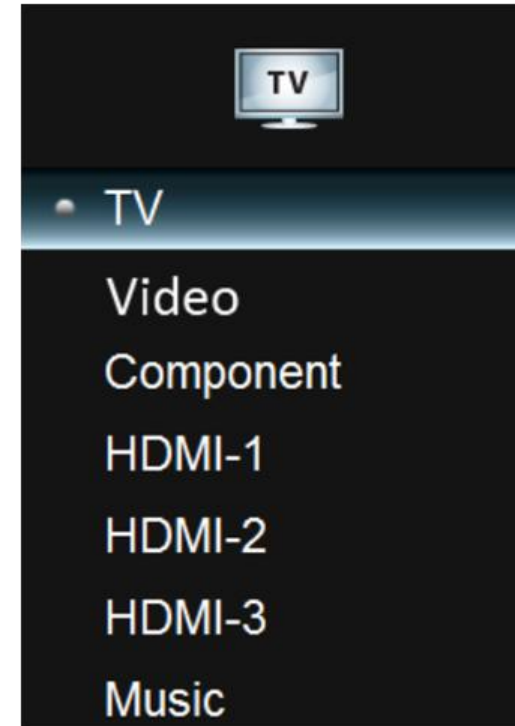 TV
TV
Video
Component
HDMI-1
HDMI-2
HDMI-3
Music